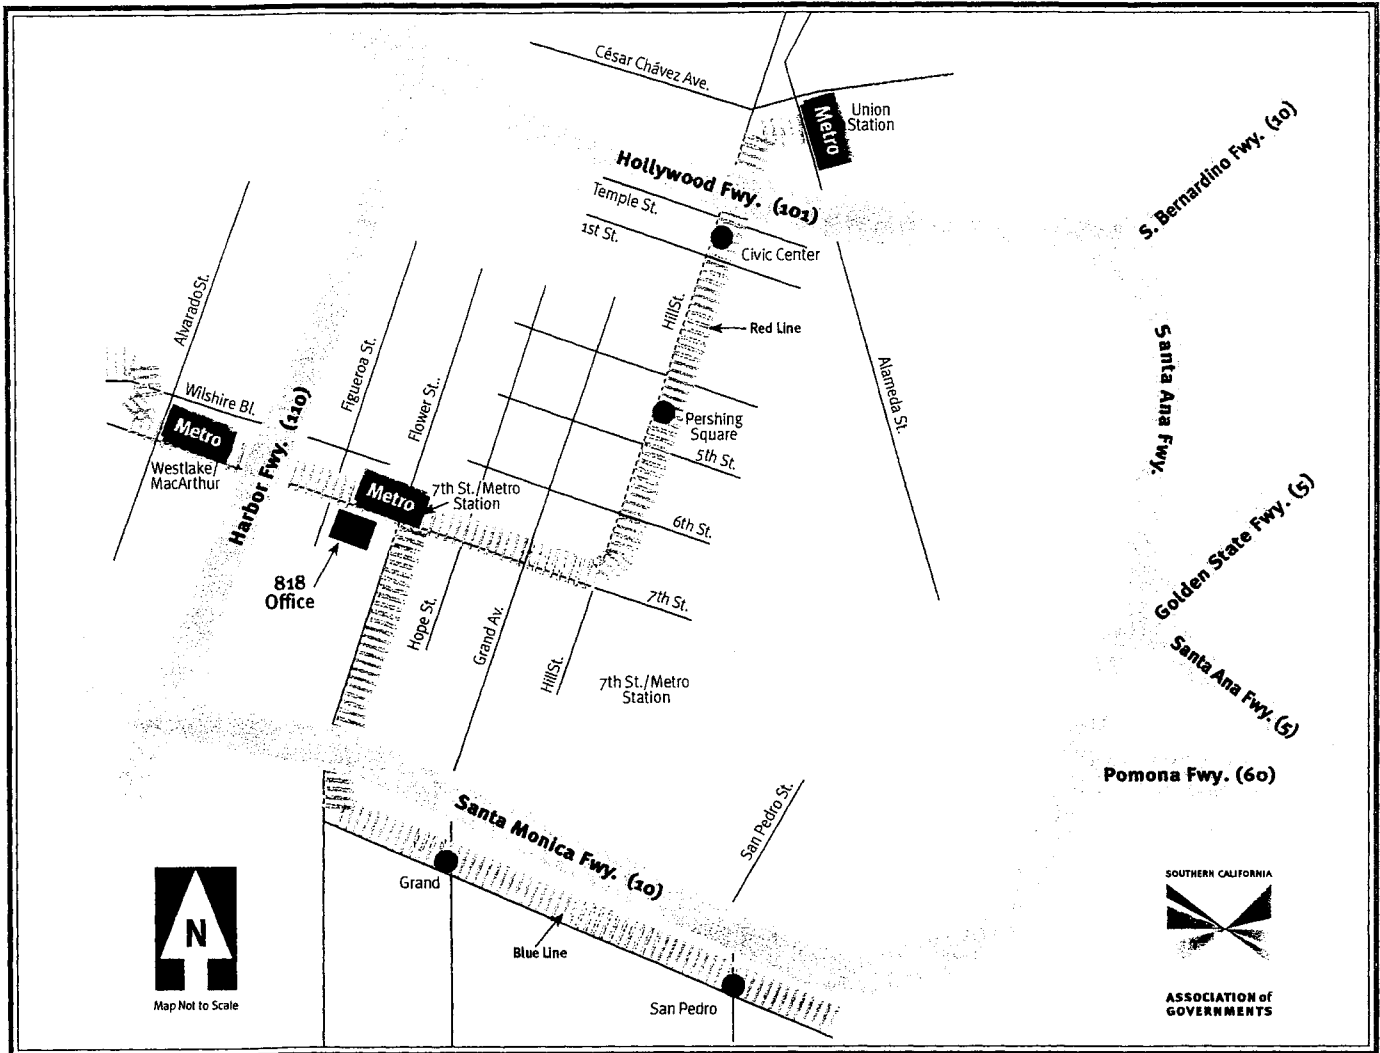 César Chávez Ave.
Metro
Union
Station
Hollywood Fwy. (101)
S. Bernardino Fwy. (10)
Temple St.
1st St.
Civic Center
Alvarado St.
Hill St.
Red Line
Figueroa St.
Flower St..
Alameda St.
Santa Ana Fwy.
Wilshire Bl.
Metro
Westlake/
MacArthur
Harbor Fwy. (110)
Pershing
Square
5th St.
Metro
7th St./Metro
Station
6th St.
Golden State Fwy. (5)
818
Office
Hope St.
Grand Av.
Hill St.
7th St.
7th St./Metro
Station
Santa Ana Fwy. (5)
Pomona Fwy. (60)
San Pedro St.
Santa Monica Fwy. (10)
Grand
Blue Line
San Pedro
N
Map Not to Scale
SOUTHERN CALIFORNIA
ASSOCIATION of
GOVERNMENTS